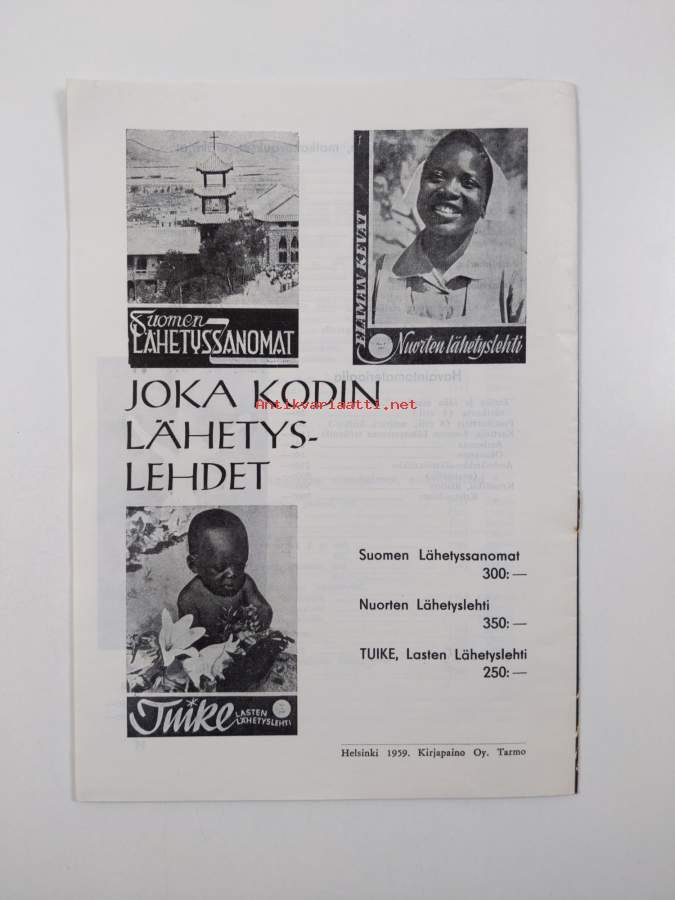 Suomen
LÄHETYSSANOMAT
ELÄMÄN KEVÄT
Nuorten lähetyslehti
JOKA KODIN
LÄHETYS-
LEHDET
Antikvariaatti.net
Suomen Lähetyssanomat
300:—
Nuorten Lähetyslehti
350:—
TUIKE, Lasten Lähetyslehti
250:—
Tuike LASTEN
LÄHETYSLEHTI
Helsinki 1959. Kirjapaino Oy. Tarmo